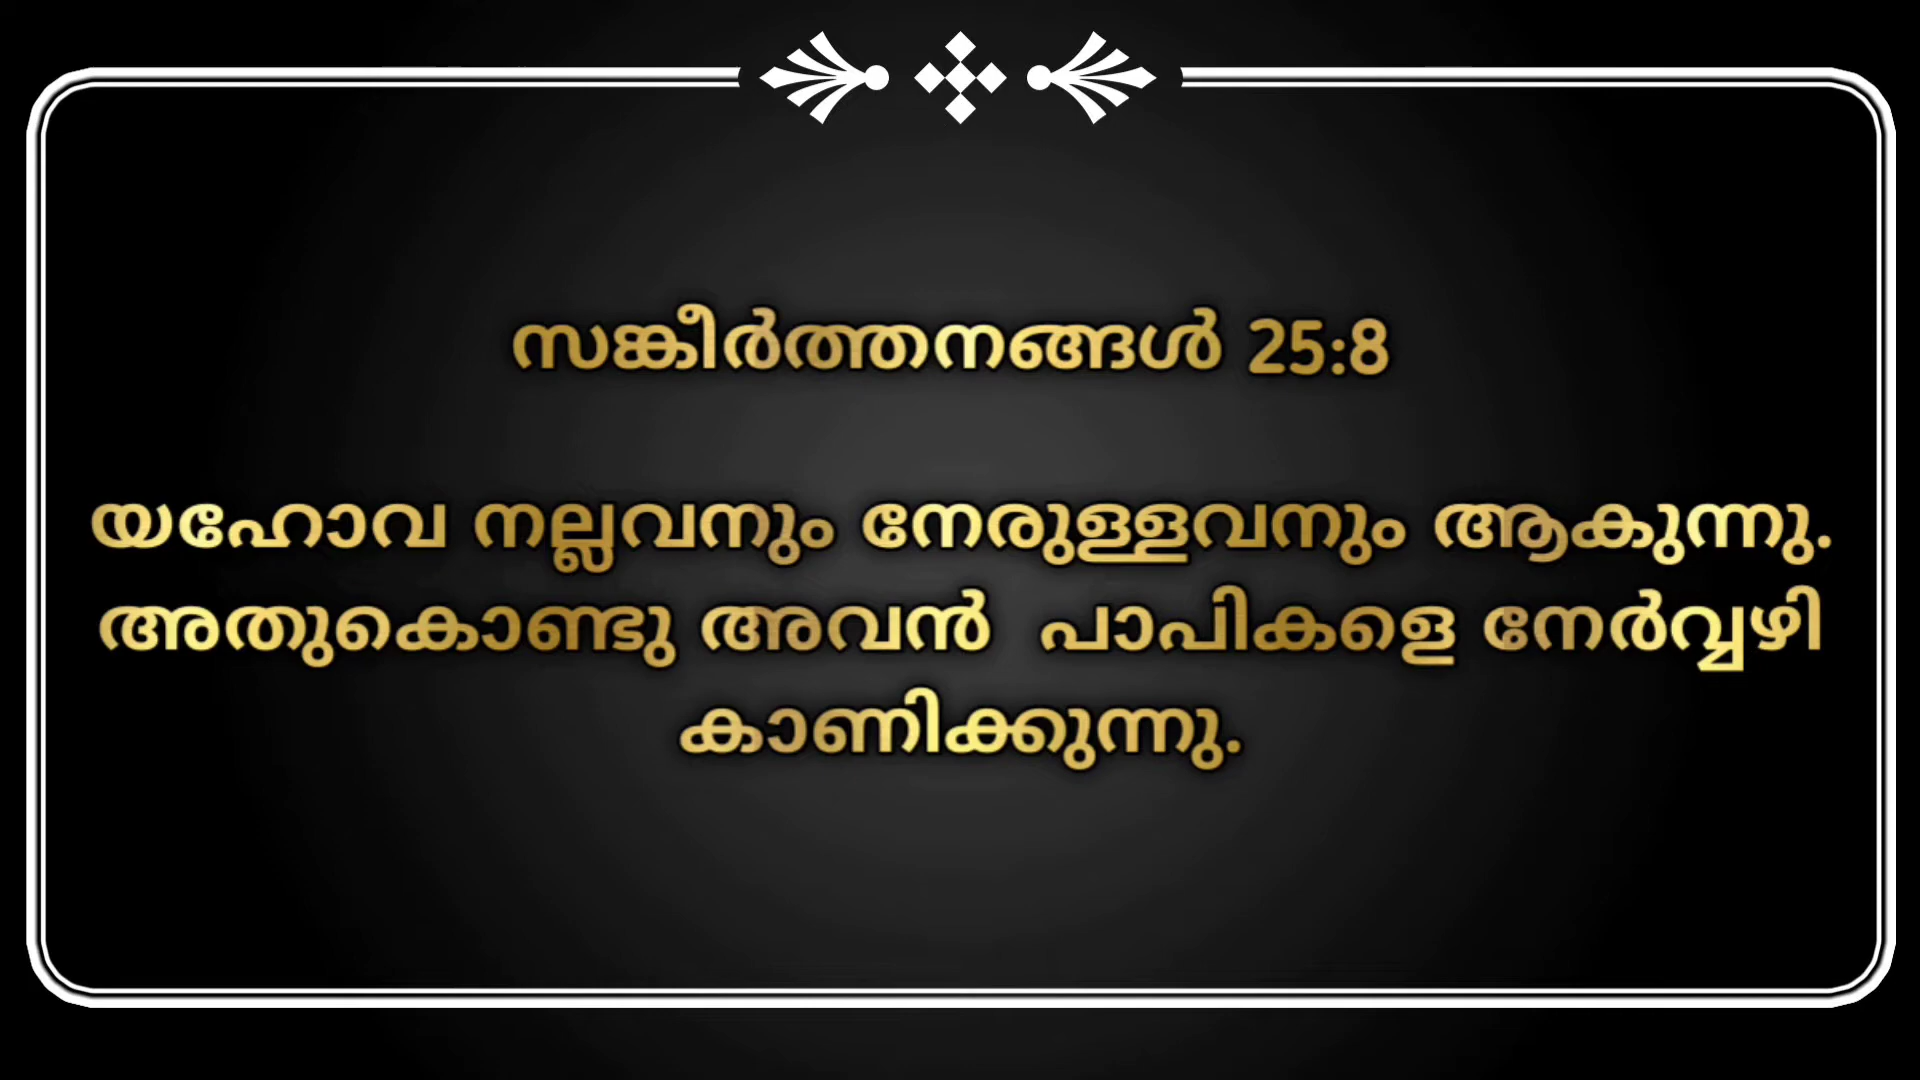 സങ്കീർത്തനങ്ങൾ 25:8
യഹോവ നല്ലവനും നേരുള്ളവനും ആകുന്നു.
അതുകൊണ്ടു അവൻ പാപികളെ നേർവ്വഴി
കാണിക്കുന്നു.